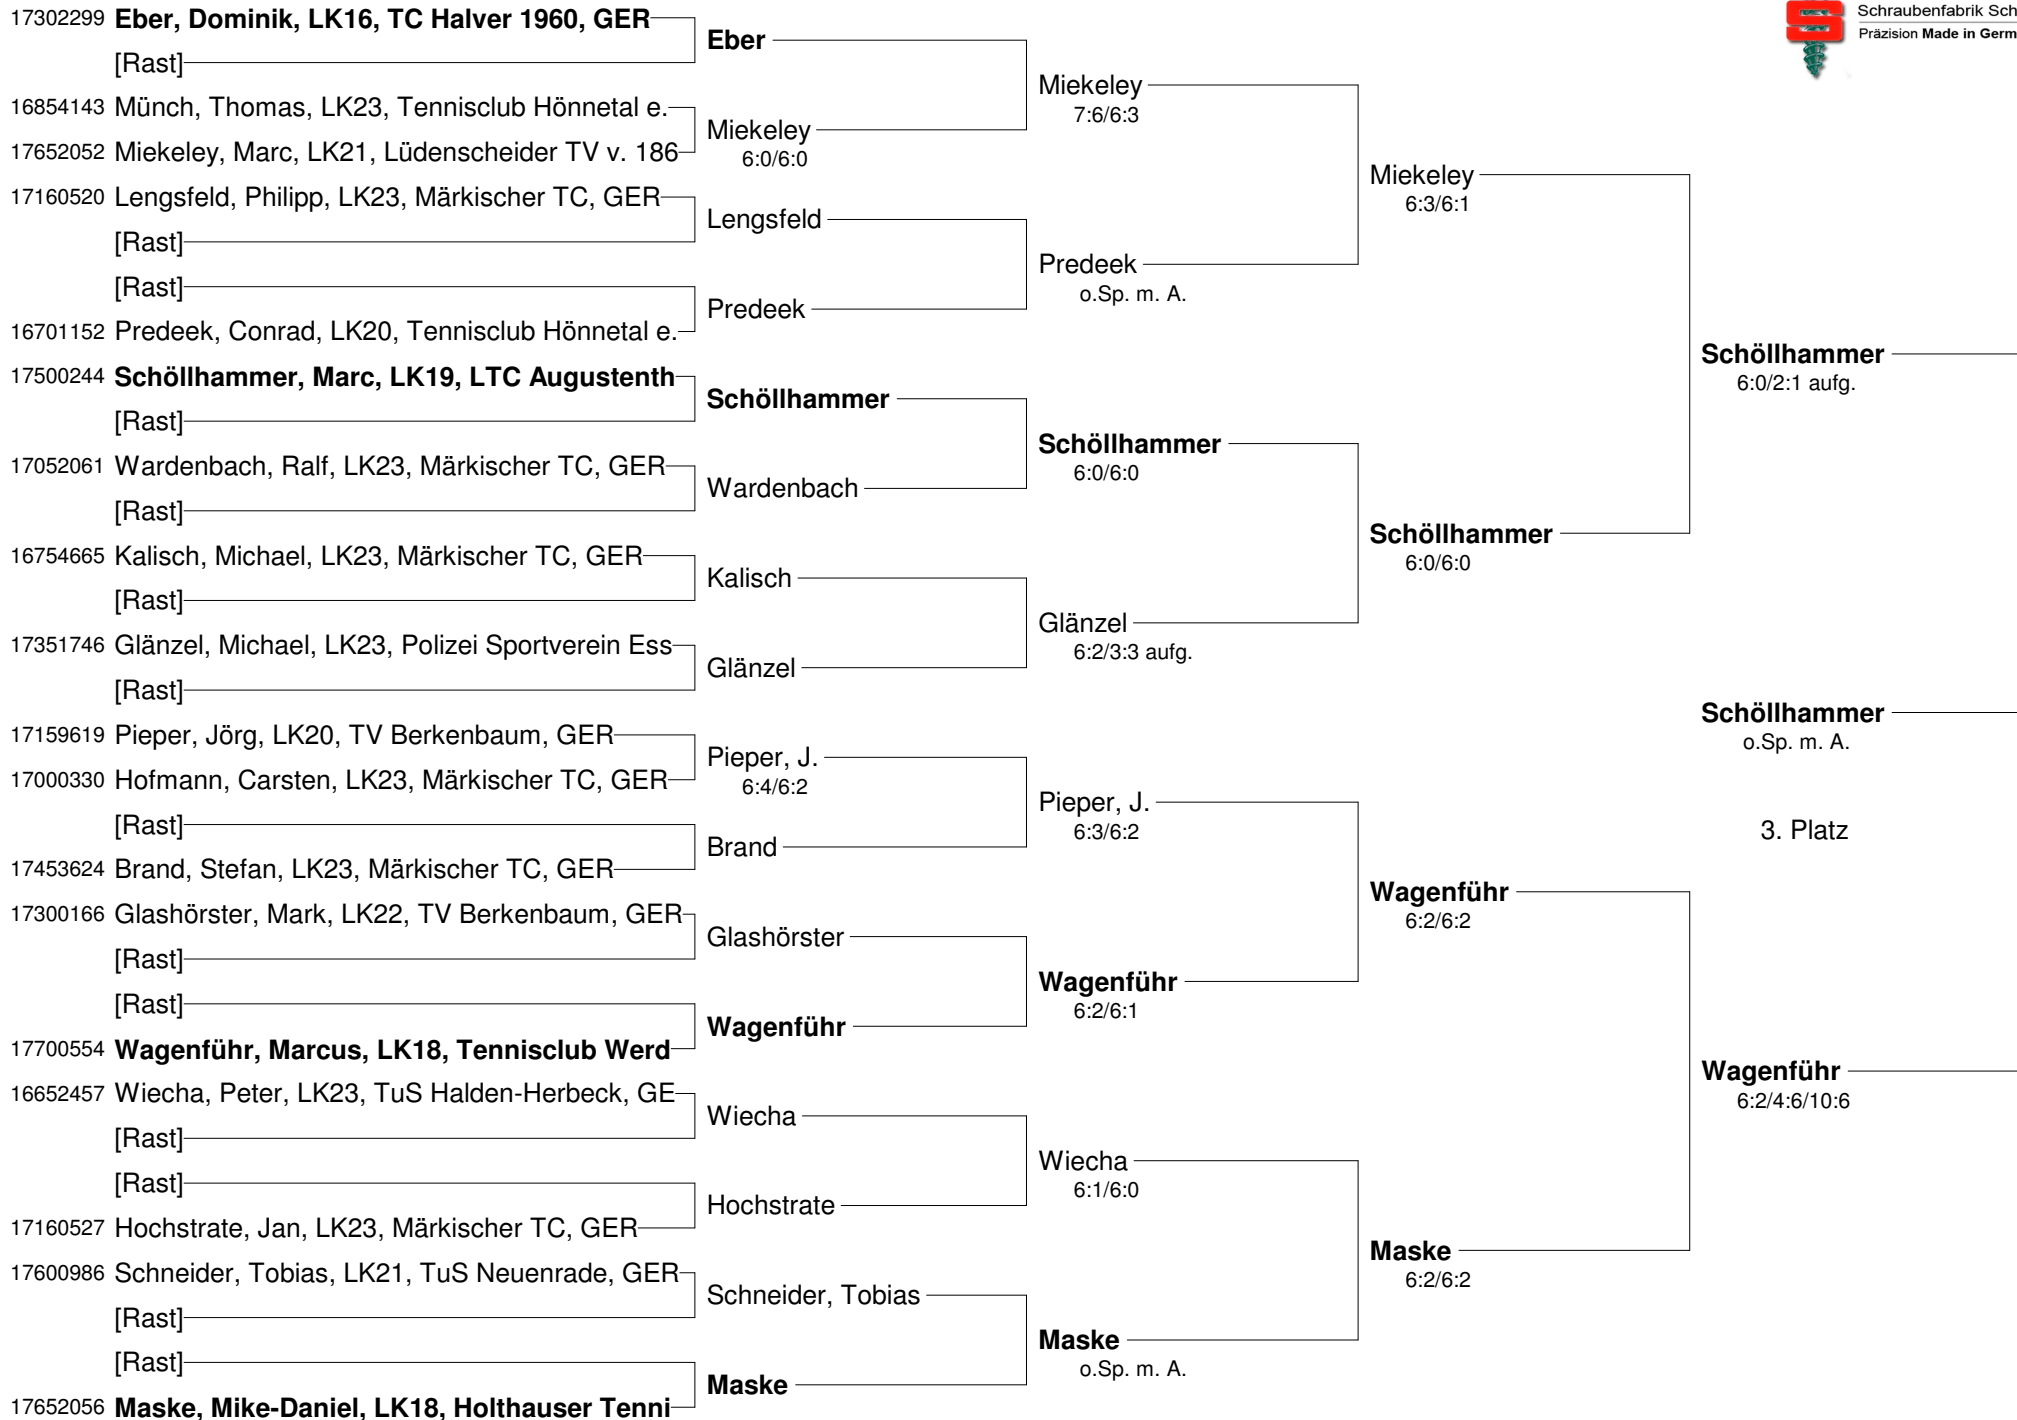 Schraubenfabrik Sch
Präzision Made in Germ
17302299 Eber, Dominik, LK16, TC Halver 1960, GER
[Rast]
16854143 Münch, Thomas, LK23, Tennisclub Hönnetal e.
17652052 Miekeley, Marc, LK21, Lüdenscheider TV v. 186
17160520 Lengsfeld, Philipp, LK23, Märkischer TC, GER
[Rast]
[Rast]
16701152 Predeek, Conrad, LK20, Tennisclub Hönnetal e.
17500244 Schöllhammer, Marc, LK19, LTC Augustenth
[Rast]
17052061 Wardenbach, Ralf, LK23, Märkischer TC, GER
[Rast]
16754665 Kalisch, Michael, LK23, Märkischer TC, GER
[Rast]
17351746 Glänzel, Michael, LK23, Polizei Sportverein Ess
[Rast]
17159619 Pieper, Jörg, LK20, TV Berkenbaum, GER
17000330 Hofmann, Carsten, LK23, Märkischer TC, GER
[Rast]
17453624 Brand, Stefan, LK23, Märkischer TC, GER
17300166 Glashörster, Mark, LK22, TV Berkenbaum, GER
[Rast]
[Rast]
17700554 Wagenführ, Marcus, LK18, Tennisclub Werd
16652457 Wiecha, Peter, LK23, TuS Halden-Herbeck, GE
[Rast]
[Rast]
17160527 Hochstrate, Jan, LK23, Märkischer TC, GER
17600986 Schneider, Tobias, LK21, TuS Neuenrade, GER
[Rast]
[Rast]
17652056 Maske, Mike-Daniel, LK18, Holthauser Tenni
Eber
Miekeley
6:0/6:0
Lengsfeld
Predeek
Schöllhammer
Wardenbach
Kalisch
Glänzel
Pieper, J.
6:4/6:2
Brand
Glashörster
Wagenführ
Wiecha
Hochstrate
Schneider, Tobias
Maske
Miekeley
7:6/6:3
Predeek
o.Sp. m. A.
Schöllhammer
6:0/6:0
Glänzel
6:2/3:3 aufg.
Pieper, J.
6:3/6:2
Wagenführ
6:2/6:1
Wiecha
6:1/6:0
Maske
o.Sp. m. A.
Miekeley
6:3/6:1
Schöllhammer
6:0/6:0
Wagenführ
6:2/6:2
Maske
6:2/6:2
Schöllhammer
6:0/2:1 aufg.
Schöllhammer
o.Sp. m. A.
3. Platz
Wagenführ
6:2/4:6/10:6